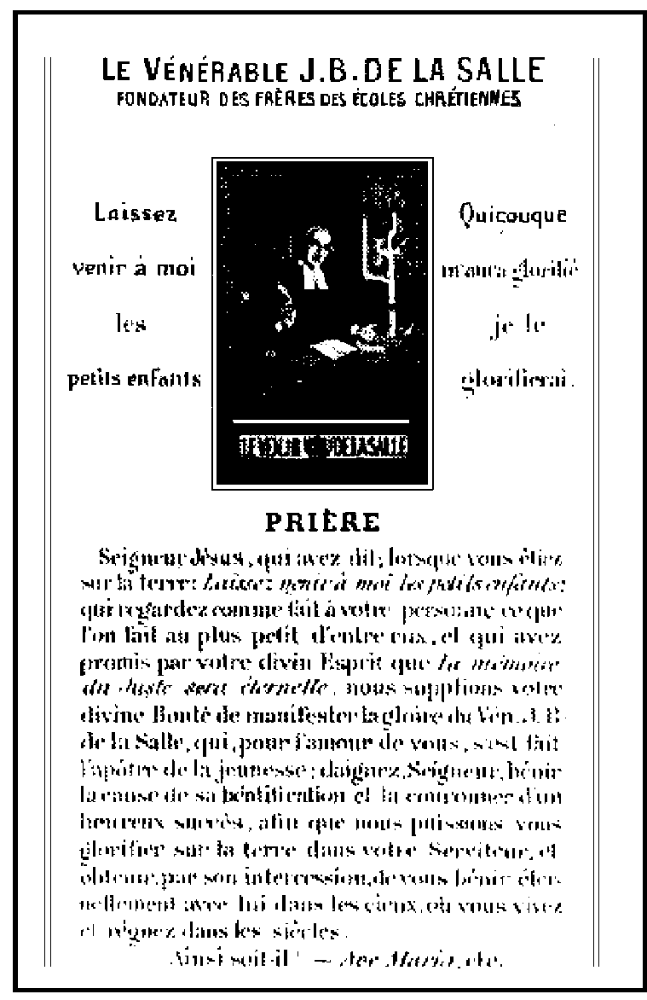 LE VÉNÉRABLE J.B. DE LA SALLE
FONDATEUR DES FRÈRES DES ÉCOLES CHRÉTIENNES
Laissez
venir à moi
les
petits enfants
Quiconque
m'aura glorifié
je le
glorifierai.
DE LA SALLE
PRIÈRE
Seigneur Jésus, qui avez dit, lorsque vous étiez
sur la terre: Laissez venir à moi les petits enfants;
qui regardez comme fait à votre personne ce que
l'on fait au plus petit d'entre eux, et qui avez
promis par votre divin Esprit que la mémoire
du Juste sera éternelle, nous supplions votre
divine Bonté de manifester la gloire du Vén. J. B.
de la Salle, qui, pour l'amour de vous, s'est fait
l'apôtre de la jeunesse; daignez, Seigneur, bénir
la cause de sa béatification et la couronner d'un
heureux succès, afin que nous puissions vous
glorifier sur la terre dans votre Serviteur, et
obtenir, par son intercession, de vous bénir éter-
nellement avec lui dans les cieux, où vous vivez
et régnez dans les siècles.
Ainsi soit-il! — Ave Maria, etc.